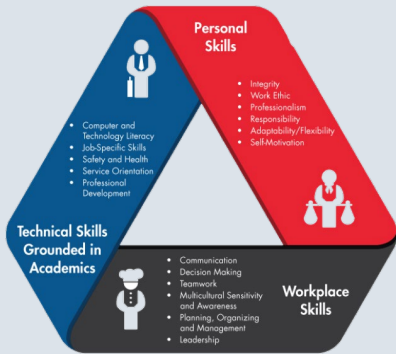 Personal
Skills
• Integrity
• Work Ethic
• Professionalism
• Responsibility
• Adaptability/Flexibility
• Self-Motivation
• Computer and
Technology Literacy
• Job-Specific Skills
• Safety and Health
• Service Orientation
• Professional
Development
Technical Skills
Grounded in
Academics
• Communication
• Decision Making
• Teamwork
• Multicultural Sensitivity
and Awareness
• Planning, Organizing
and Management
• Leadership
Workplace
Skills